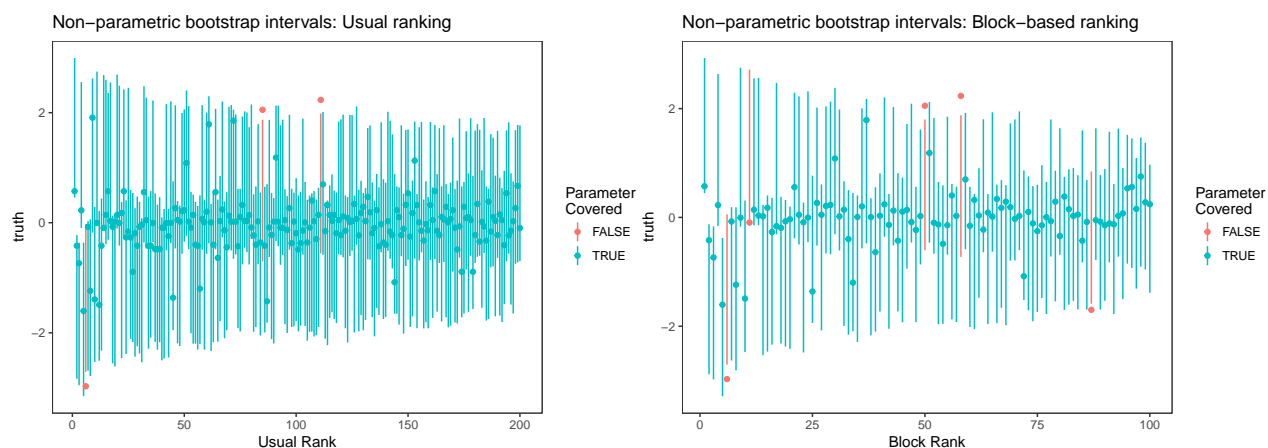 Non−parametric bootstrap intervals: Usual ranking
2
0
−2
truth
0
50
100
150
200
Usual Rank
Parameter
Covered
FALSE
TRUE
Non−parametric bootstrap intervals: Block−based ranking
2
0
−2
truth
0
25
50
75
100
Block Rank
Parameter
Covered
FALSE
TRUE